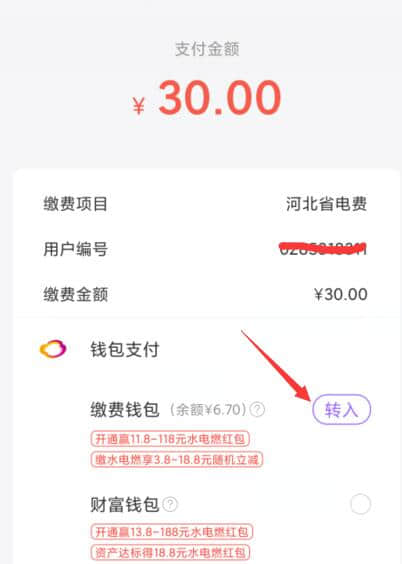 支付金额
¥ 30.00
缴费项目 河北省电费
用户编号
缴费金额 ¥30.00
钱包支付
缴费钱包 (余额¥6.70) ? 转入
开通赢11.8-118元水电燃红包
缴水电燃享3.8-18.8元随机立减
财富钱包 ?
开通赢13.8-188元水电燃红包
资产达标得18.8元水电燃红包